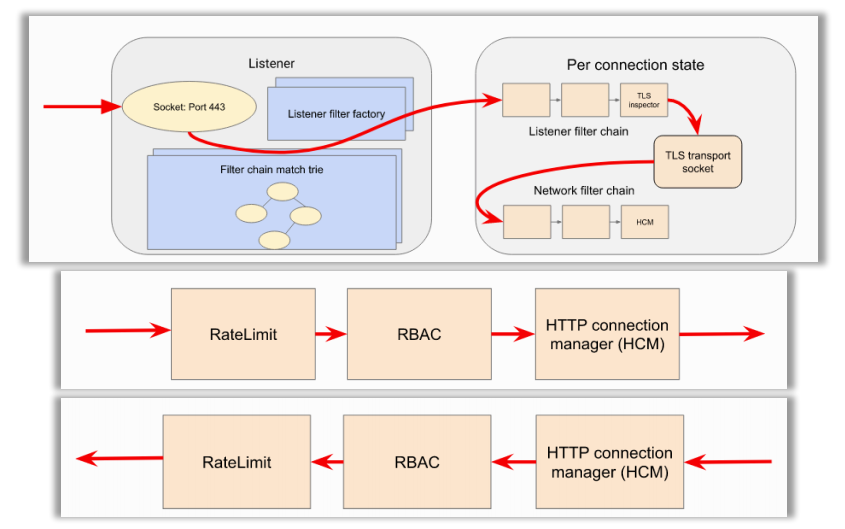 Listener
Socket: Port 443
Listener filter factory
Filter chain match trie
Per connection state
TLS
inspector
Listener filter chain
TLS transport
socket
Network filter chain
HCM
RateLimit
RBAC
HTTP connection
manager (HCM)
RateLimit
RBAC
HTTP connection
manager (HCM)